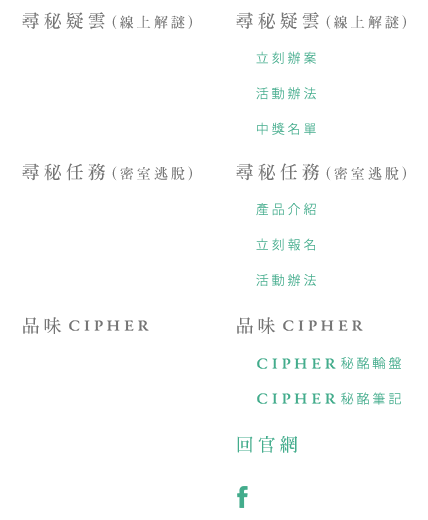 尋秘疑雲(線上解謎)
尋秘疑雲(線上解謎)
立刻辦案
活動辦法
中獎名單
尋秘任務(密室逃脫)
尋秘任務(密室逃脫)
產品介紹
立刻報名
活動辦法
品味 CIPHER
品味 CIPHER
CIPHER 秘酩輪盤
CIPHER 秘酩筆記
回官網
f